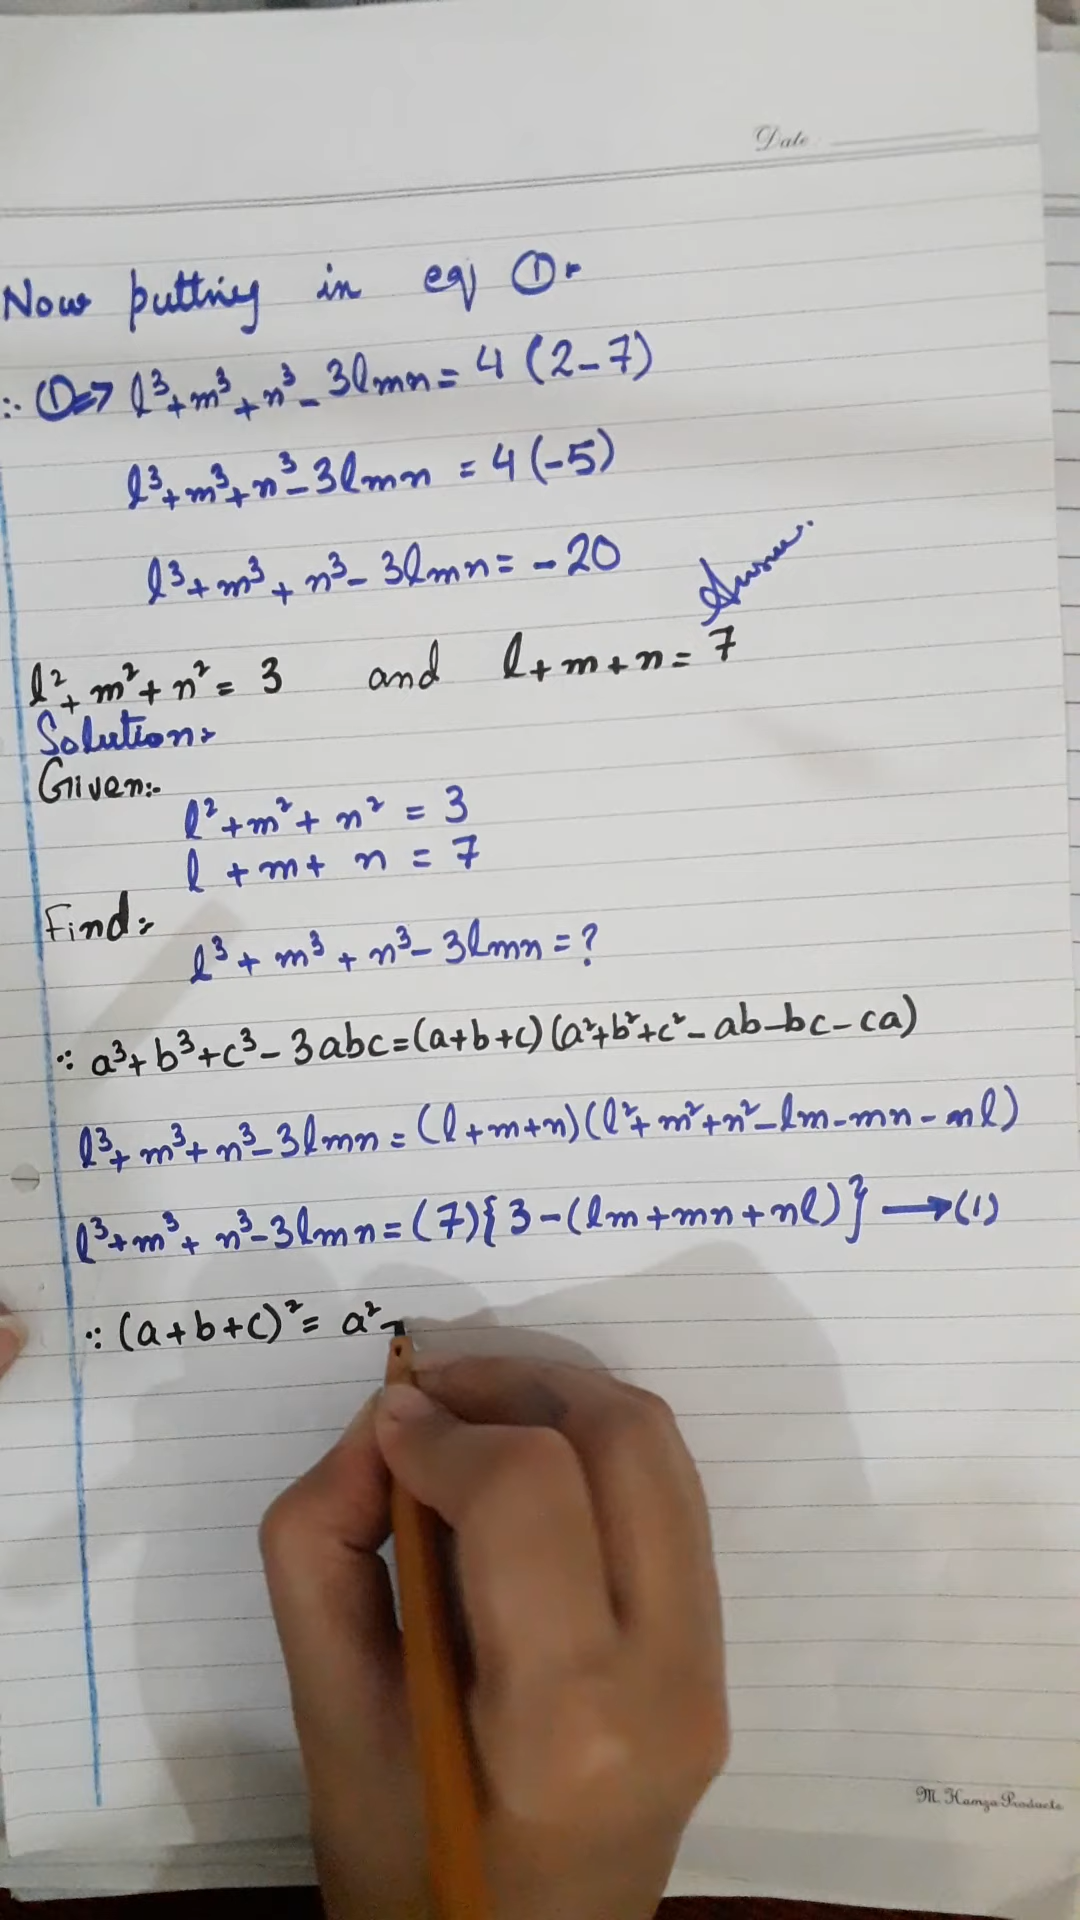 Date
Now putting in eq ①:
∴ ①=> l³+m³+n³-3lmn=4(2-7)
l³+m³+n³-3lmn=4(-5)
l³+m³+n³-3lmn=-20
Answer.
l²+m²+n²=3 and l+m+n=7
Solution:
Given:-
l²+m²+n²=3
l+m+n=7
Find:
l³+m³+n³-3lmn=?
∵ a³+b³+c³-3abc=(a+b+c)(a²+b²+c²-ab-bc-ca)
l³+m³+n³-3lmn=(l+m+n)(l²+m²+n²-lm-mn-nl)
l³+m³+n³-3lmn=(7){3-(lm+mn+nl)} →(1)
∵ (a+b+c)²=a²+
M. Hamza Products